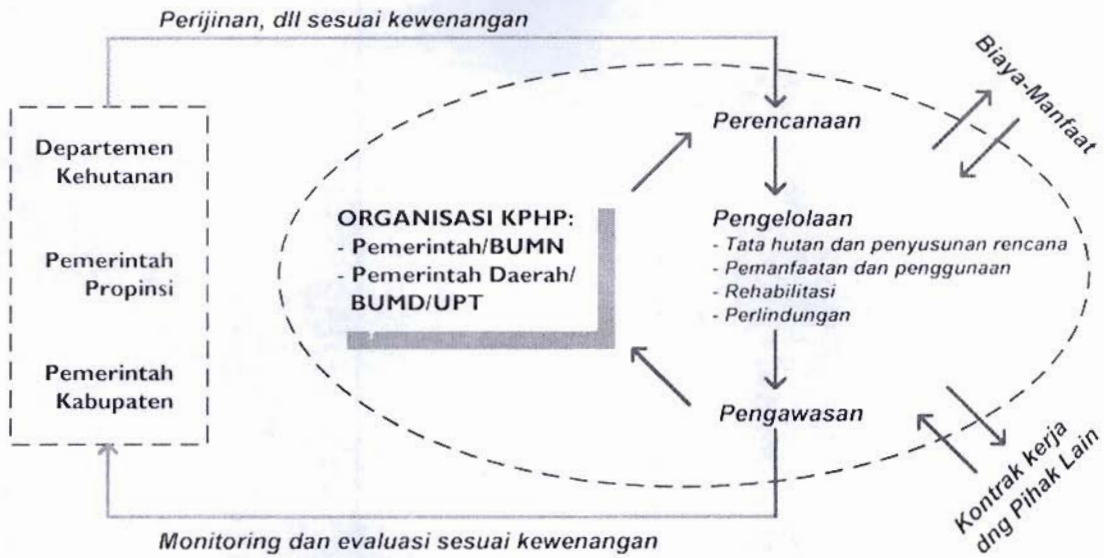 Perijinan, dll sesuai kewenangan
Departemen
Kehutanan
Pemerintah
Propinsi
Pemerintah
Kabupaten
ORGANISASI KPHP:
- Pemerintah/BUMN
- Pemerintah Daerah/
BUMD/UPT
Perencanaan
Pengelolaan
- Tata hutan dan penyusunan rencana
- Pemanfaatan dan penggunaan
- Rehabilitasi
- Perlindungan
Pengawasan
Biaya-Manfaat
Kontrak kerja
dng Pihak Lain
Monitoring dan evaluasi sesuai kewenangan